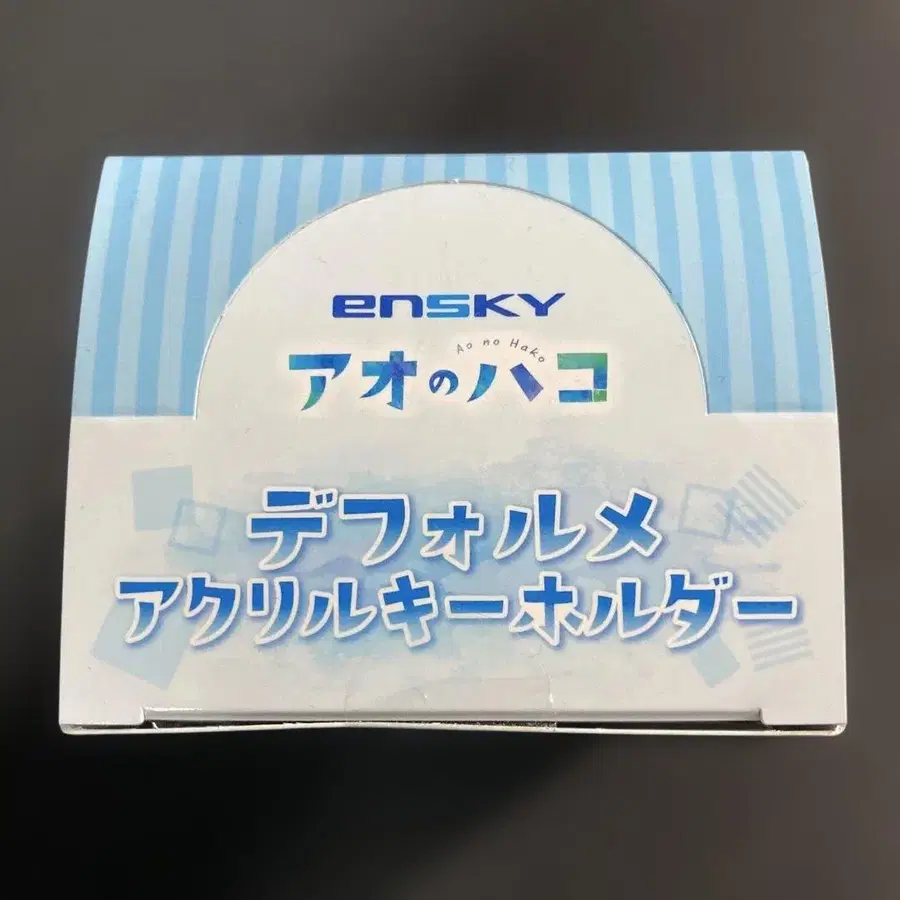 ensky
Ao no Hako
アオのハコ
デフォルメ
アクリルキーホルダー